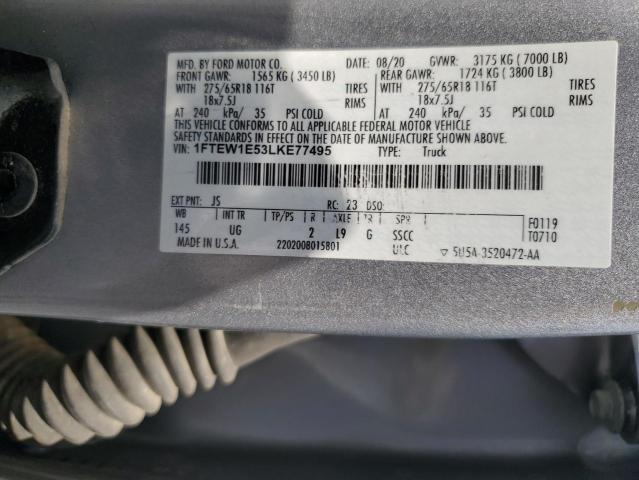 MFD. BY FORD MOTOR CO. DATE: 08/20 GVWR: 3175 KG (7000 LB)
FRONT GAWR: 1565 KG (3450 LB) REAR GAWR: 1724 KG (3800 LB)
WITH 275/65R18 116T TIRES WITH 275/65R18 116T TIRES
18x7.5J RIMS 18x7.5J RIMS
AT 240 kPa/ 35 PSI COLD AT 240 kPa/ 35 PSI COLD
THIS VEHICLE CONFORMS TO ALL APPLICABLE FEDERAL MOTOR VEHICLE
SAFETY STANDARDS IN EFFECT ON THE DATE OF MANUFACTURE SHOWN ABOVE.
VIN: 1FTEW1E53LKE77495 TYPE: Truck
EXT PNT: JS RC: 23 DSO: F0119
WB INT TR TP/PS R AXLE TR SPR T0710
145 UG 2 L9 G SSCC
MADE IN U.S.A. 2202008015801 ULC ▽ 5U5A-3520472-AA